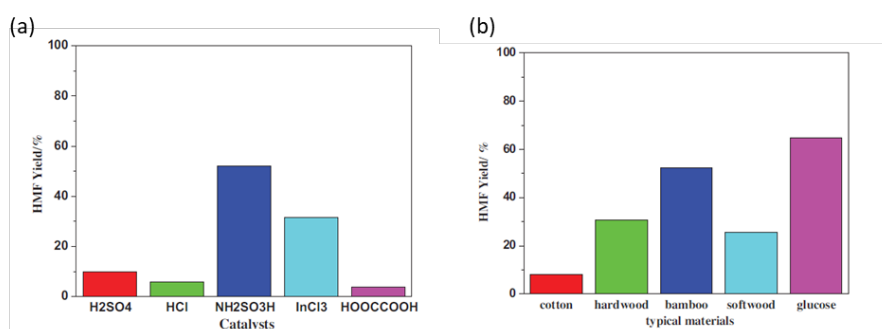 (a)
100
80
60
40
20
0
HMF Yield/%
H2SO4 HCl NH2SO3H InCl3 HOOCCOOH
Catalysts
(b)
100
80
60
40
20
0
HMF Yield/ %
cotton hardwood bamboo softwood glucose
typical materials